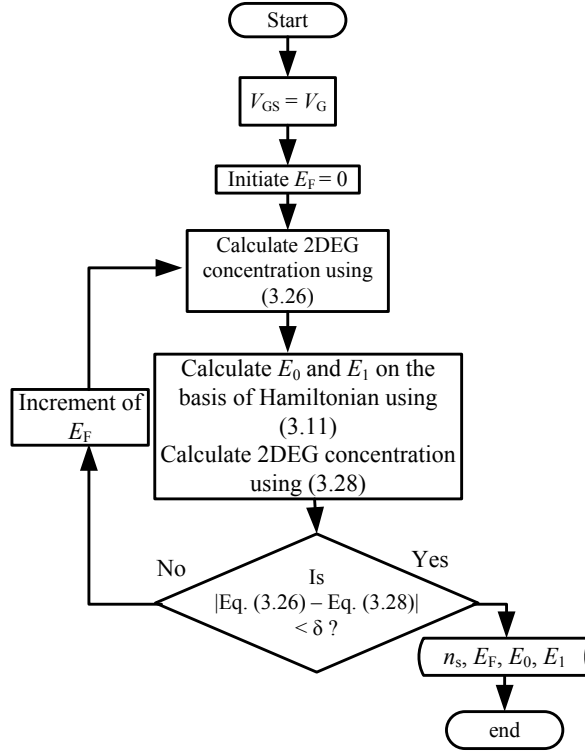 Start
V_GS = V_G
Initiate E_F = 0
Calculate 2DEG
concentration using
(3.26)
Calculate E_0 and E_1 on the
basis of Hamiltonian using
(3.11)
Calculate 2DEG concentration
using (3.28)
Increment of
E_F
No
Yes
Is
|Eq. (3.26) – Eq. (3.28)|
< δ ?
n_s, E_F, E_0, E_1
end